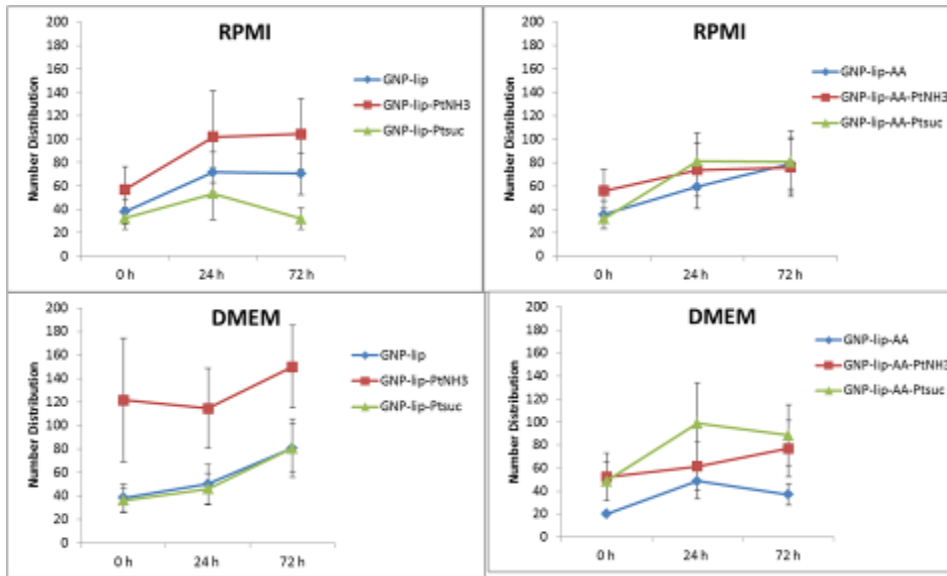 RPMI
Number Distribution
200
180
160
140
120
100
80
60
40
20
0
0 h
24 h
72 h
GNP-lip
GNP-lip-PtNH3
GNP-lip-Ptsuc
RPMI
Number Distribution
200
180
160
140
120
100
80
60
40
20
0
0 h
24 h
72 h
GNP-lip-AA
GNP-lip-AA-PtNH3
GNP-lip-AA-Ptsuc
DMEM
Number Distribution
200
180
160
140
120
100
80
60
40
20
0
0 h
24 h
72 h
GNP-lip
GNP-lip-PtNH3
GNP-lip-Ptsuc
DMEM
Number Distribution
200
180
160
140
120
100
80
60
40
20
0
0 h
24 h
72 h
GNP-lip-AA
GNP-lip-AA-PtNH3
GNP-lip-AA-Ptsuc